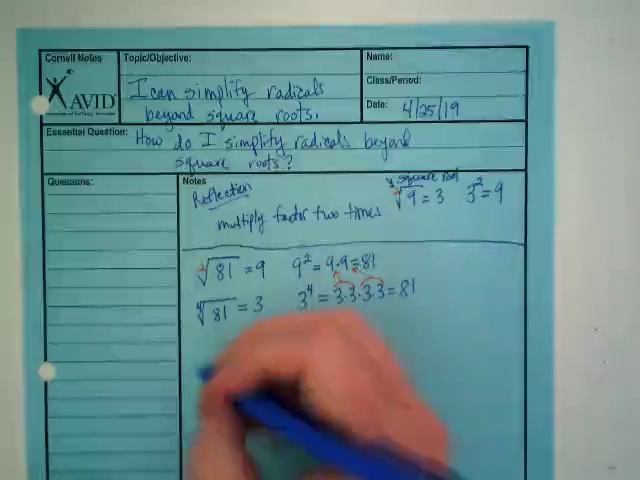 Cornell Notes
Topic/Objective:
Name:
I can simplify radicals
beyond square roots.
Class/Period:
AVID
Date: 4/25/19
Essential Question: How do I simplify radicals beyond
square roots?
Questions:
Notes
Reflection
square root
√9 = 3 3² = 9
multiply factor two times
²√81 = 9 9² = 9·9 = 81
⁴√81 = 3 3⁴ = 3·3·3·3 = 81